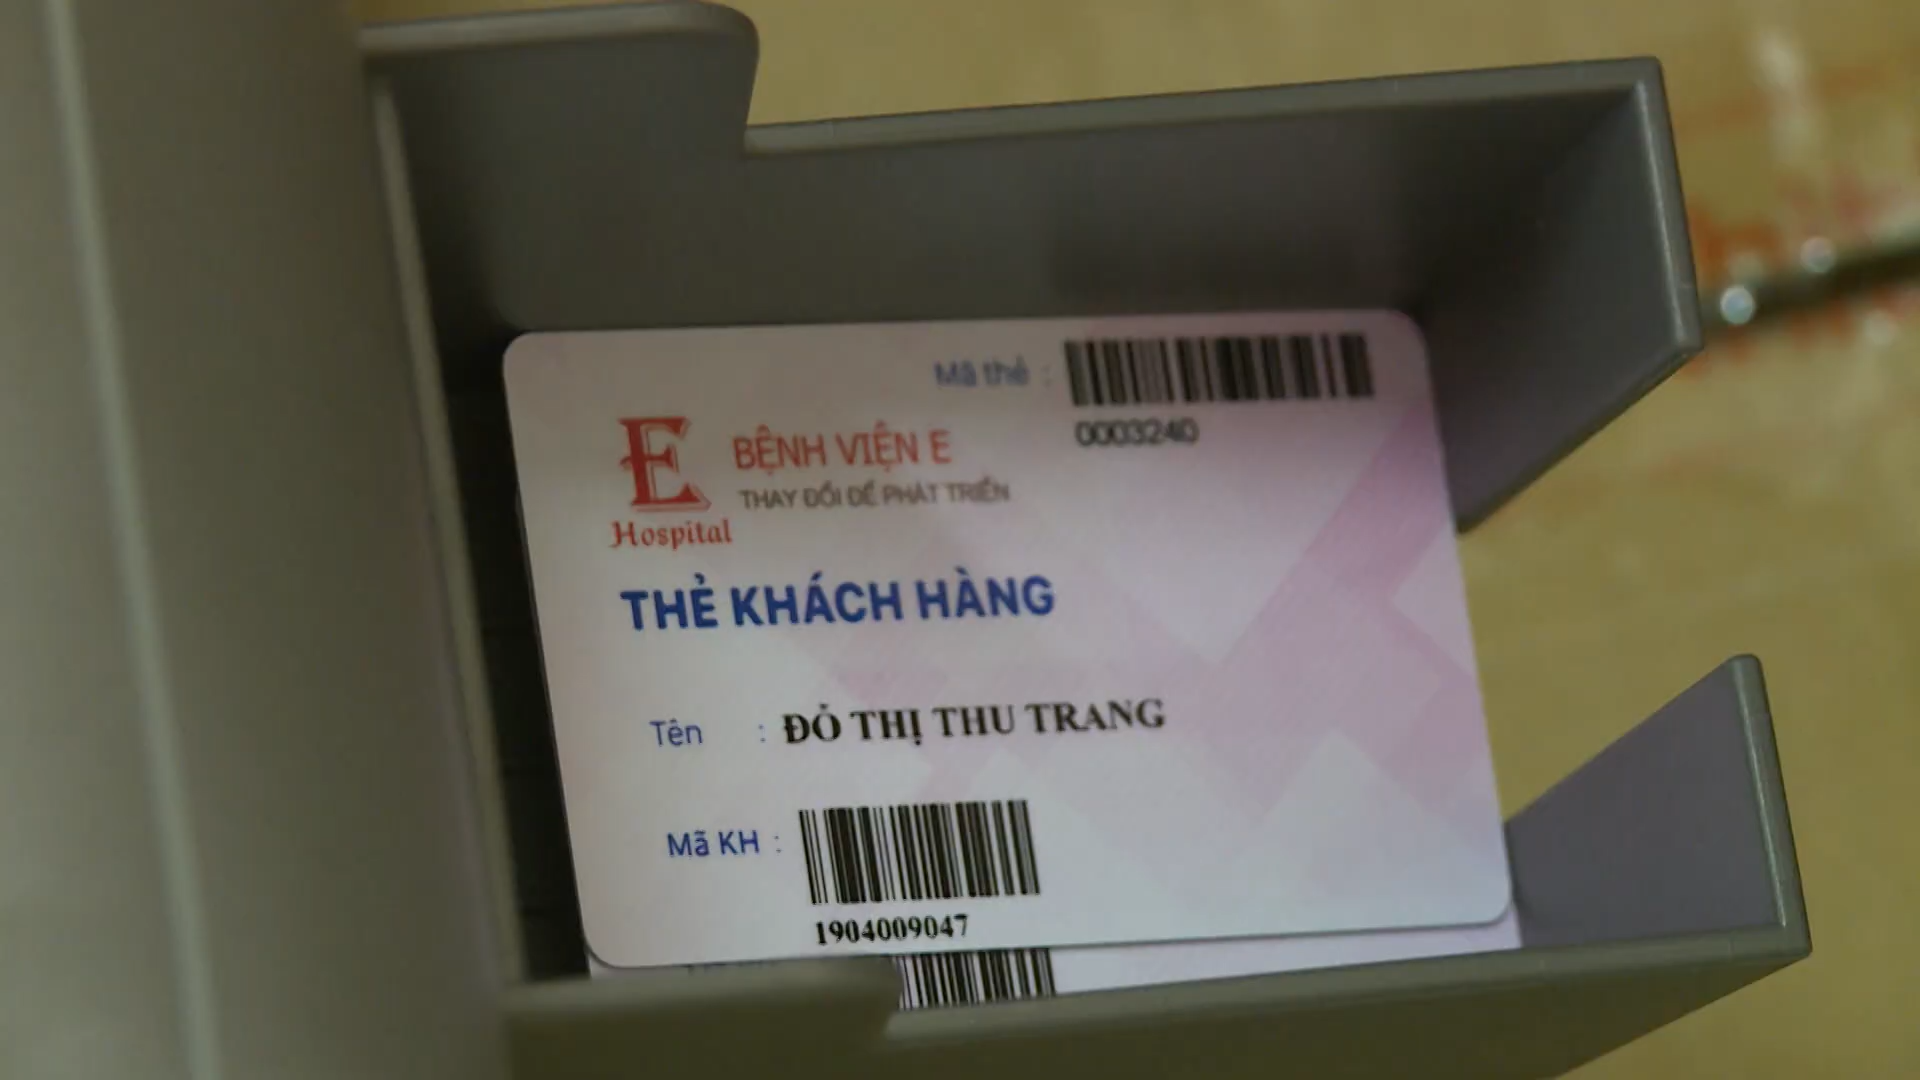 Mã thẻ :
0003240
E
Hospital
BỆNH VIỆN E
THAY ĐỔI ĐỂ PHÁT TRIỂN
THẺ KHÁCH HÀNG
Tên : ĐỖ THỊ THU TRANG
Mã KH :
1904009047